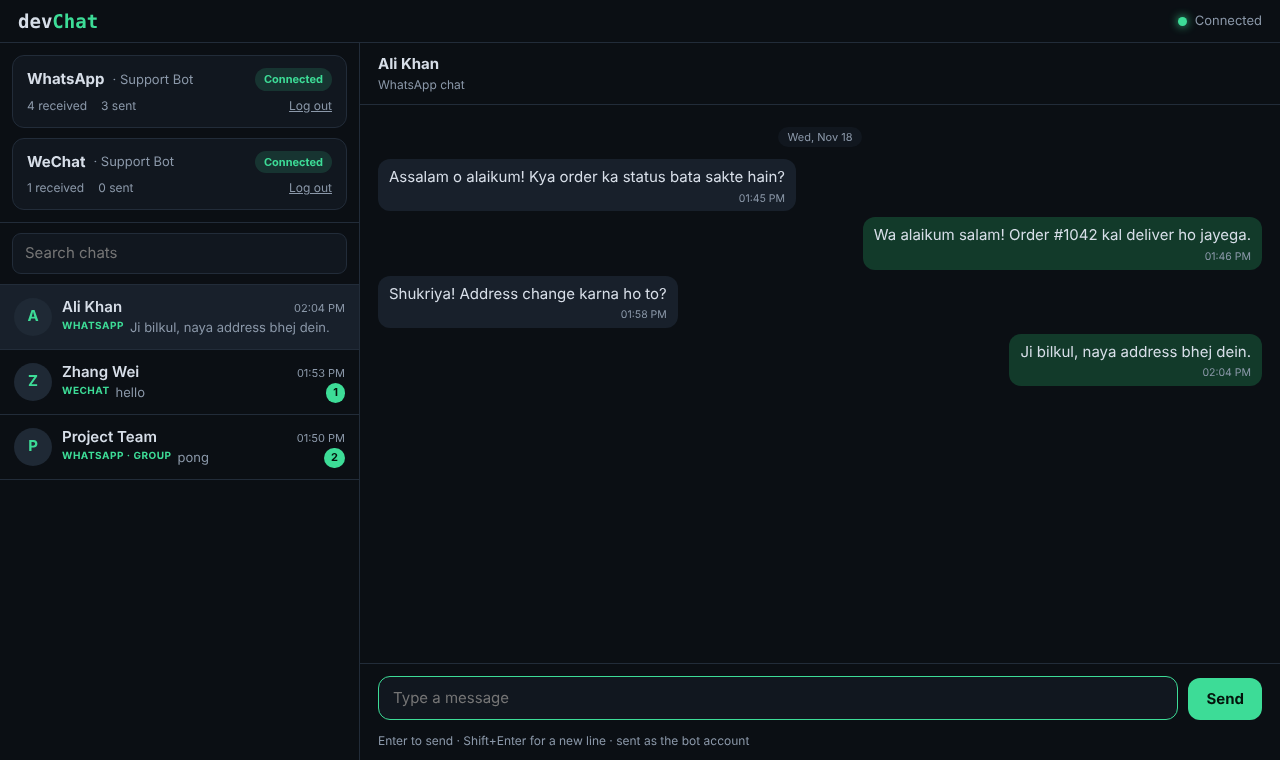 devChat
Connected
WhatsApp · Support Bot
Connected
4 received 3 sent
Log out
WeChat · Support Bot
Connected
1 received 0 sent
Log out
Search chats
A
Ali Khan
02:04 PM
WHATSAPP Ji bilkul, naya address bhej dein.
Z
Zhang Wei
01:53 PM
WECHAT hello
1
P
Project Team
01:50 PM
WHATSAPP · GROUP pong
2
Ali Khan
WhatsApp chat
Wed, Nov 18
Assalam o alaikum! Kya order ka status bata sakte hain?
01:45 PM
Wa alaikum salam! Order #1042 kal deliver ho jayega.
01:46 PM
Shukriya! Address change karna ho to?
01:58 PM
Ji bilkul, naya address bhej dein.
02:04 PM
Type a message
Send
Enter to send · Shift+Enter for a new line · sent as the bot account